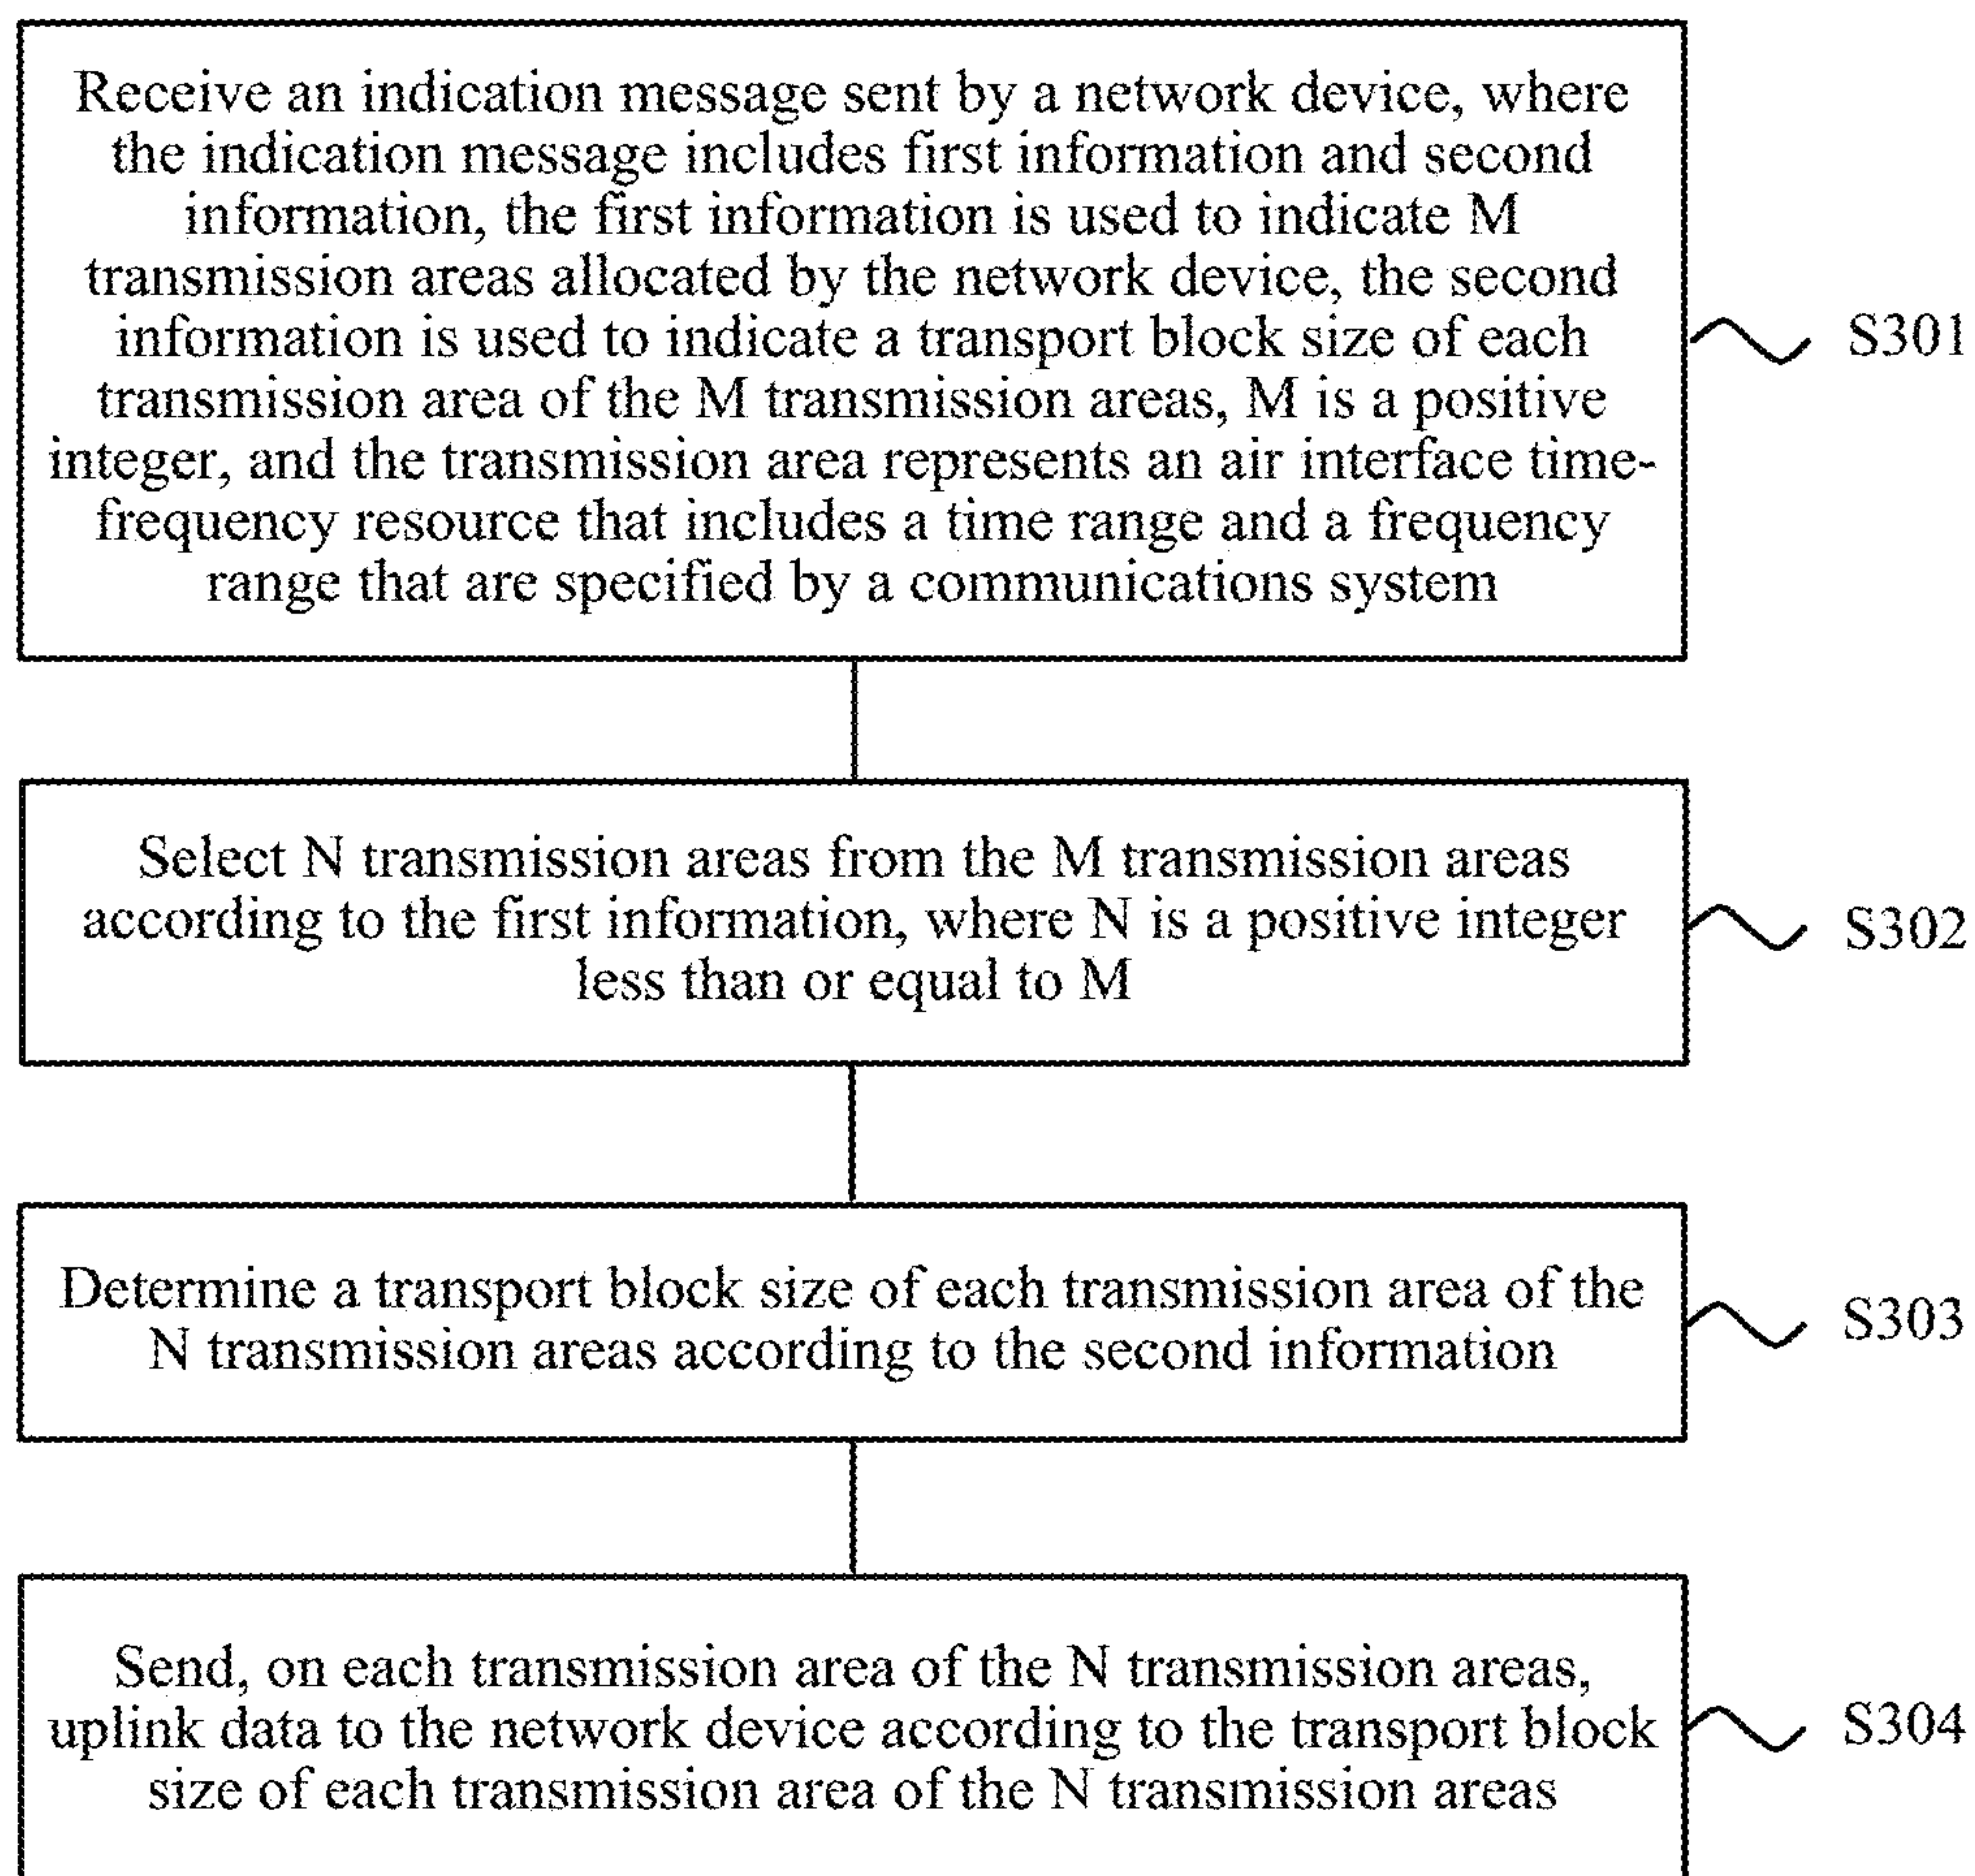 Receive an indication message sent by a network device, where
the indication message includes first information and second
information, the first information is used to indicate M
transmission areas allocated by the network device, the second
information is used to indicate a transport block size of each
transmission area of the M transmission areas, M is a positive
integer, and the transmission area represents an air interface time-
frequency resource that includes a time range and a frequency
range that are specified by a communications system
S301
Select N transmission areas from the M transmission areas
according to the first information, where N is a positive integer
less than or equal to M
S302
Determine a transport block size of each transmission area of the
N transmission areas according to the second information
S303
Send, on each transmission area of the N transmission areas,
uplink data to the network device according to the transport block
size of each transmission area of the N transmission areas
S304